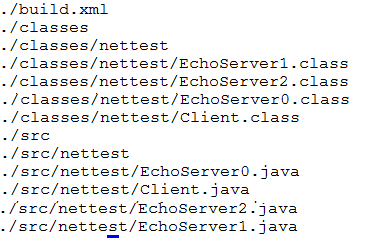 ./build.xml
./classes
./classes/nettest
./classes/nettest/EchoServer1.class
./classes/nettest/EchoServer2.class
./classes/nettest/EchoServer0.class
./classes/nettest/Client.class
./src
./src/nettest
./src/nettest/EchoServer0.java
./src/nettest/Client.java
./src/nettest/EchoServer2.java
./src/nettest/EchoServer1.java